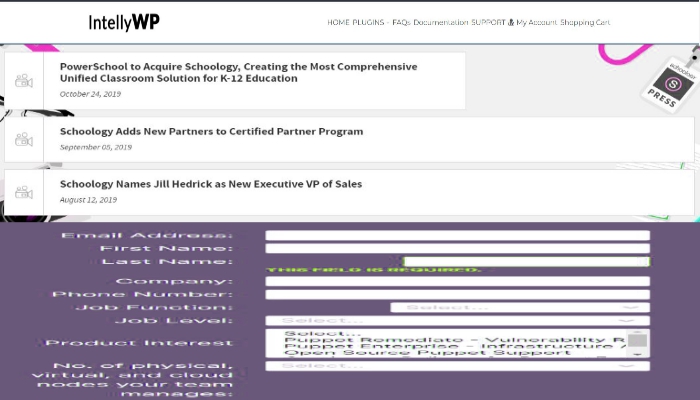 IntellyWP
HOME PLUGINS - FAQs Documentation SUPPORT My Account Shopping Cart
PowerSchool to Acquire Schoology, Creating the Most Comprehensive
Unified Classroom Solution for K-12 Education
October 24, 2019
schoology
S
PRESS
Schoology Adds New Partners to Certified Partner Program
September 05, 2019
Schoology Names Jill Hedrick as New Executive VP of Sales
August 12, 2019
Email Address:
First Name:
Last Name:
THIS FIELD IS REQUIRED.
Company:
Phone Number:
Job Function:
Select...
Job Level:
Select...
Product Interest
Select...
Puppet Remediate - Vulnerability R
Puppet Enterprise - Infrastructure /
Open Source Puppet Support
No. of physical,
virtual, and cloud
nodes your team
manages:
Select...